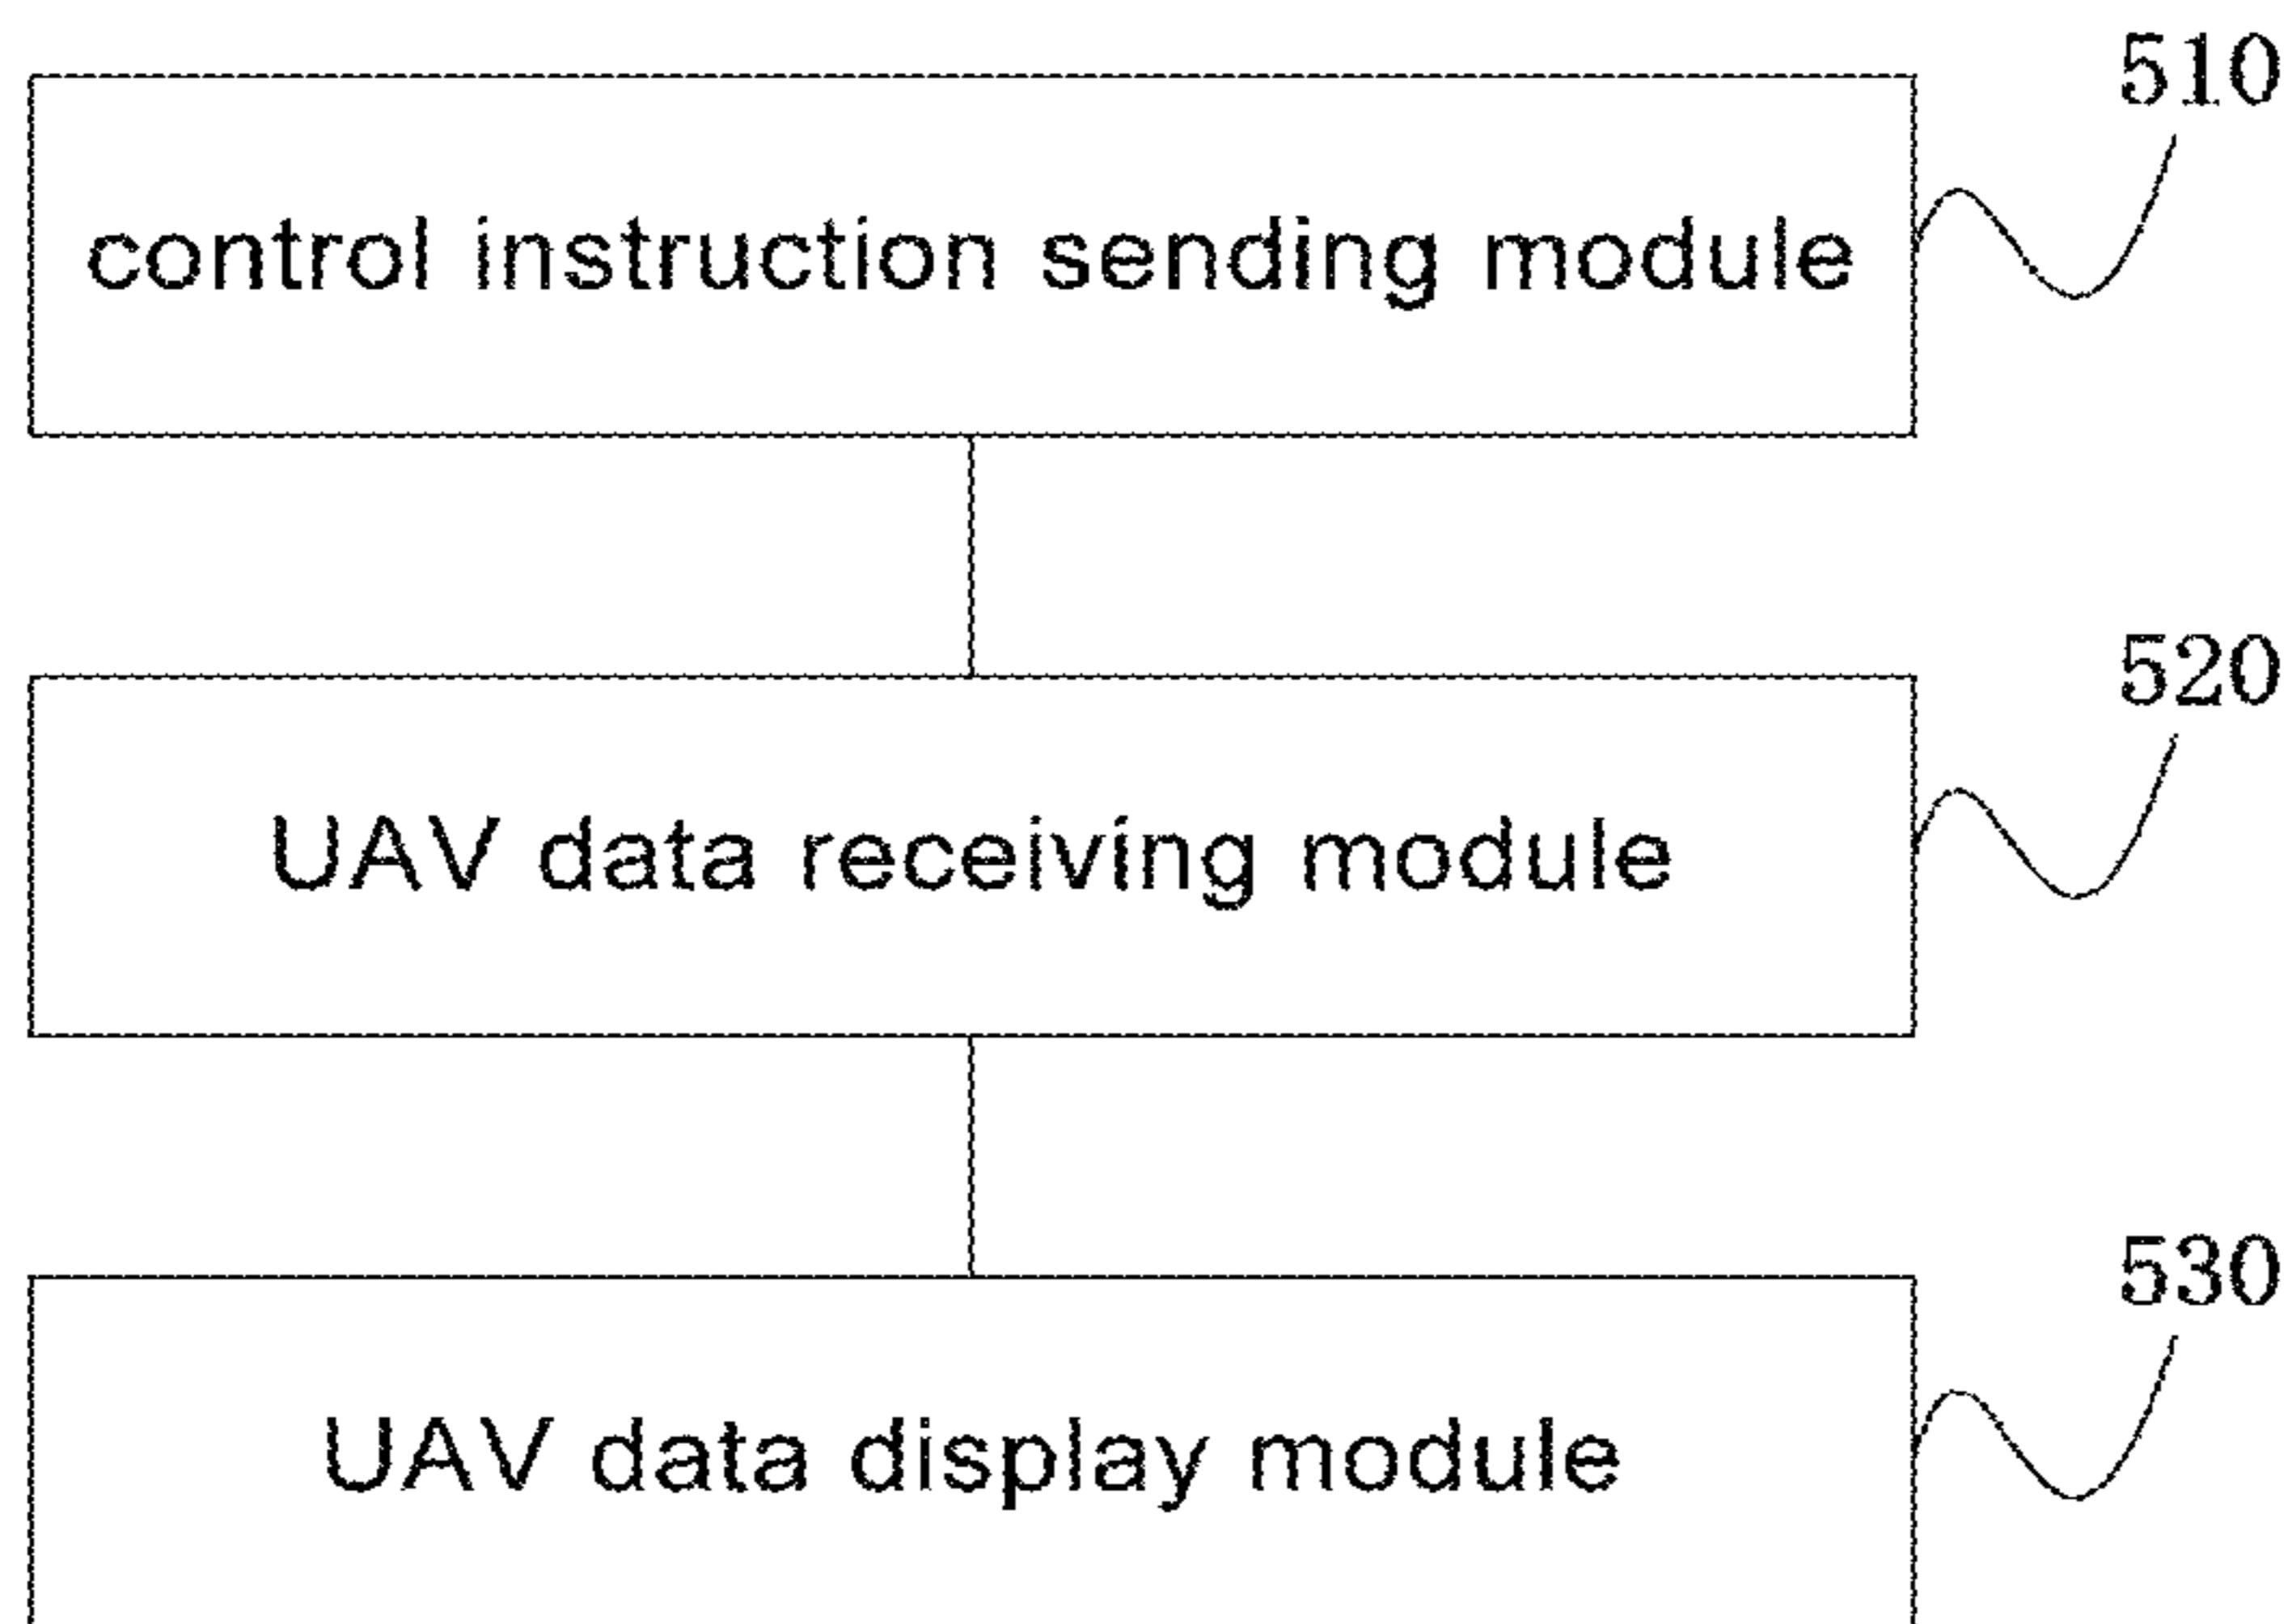 510
control instruction sending module
520
UAV data receiving module
530
UAV data display module